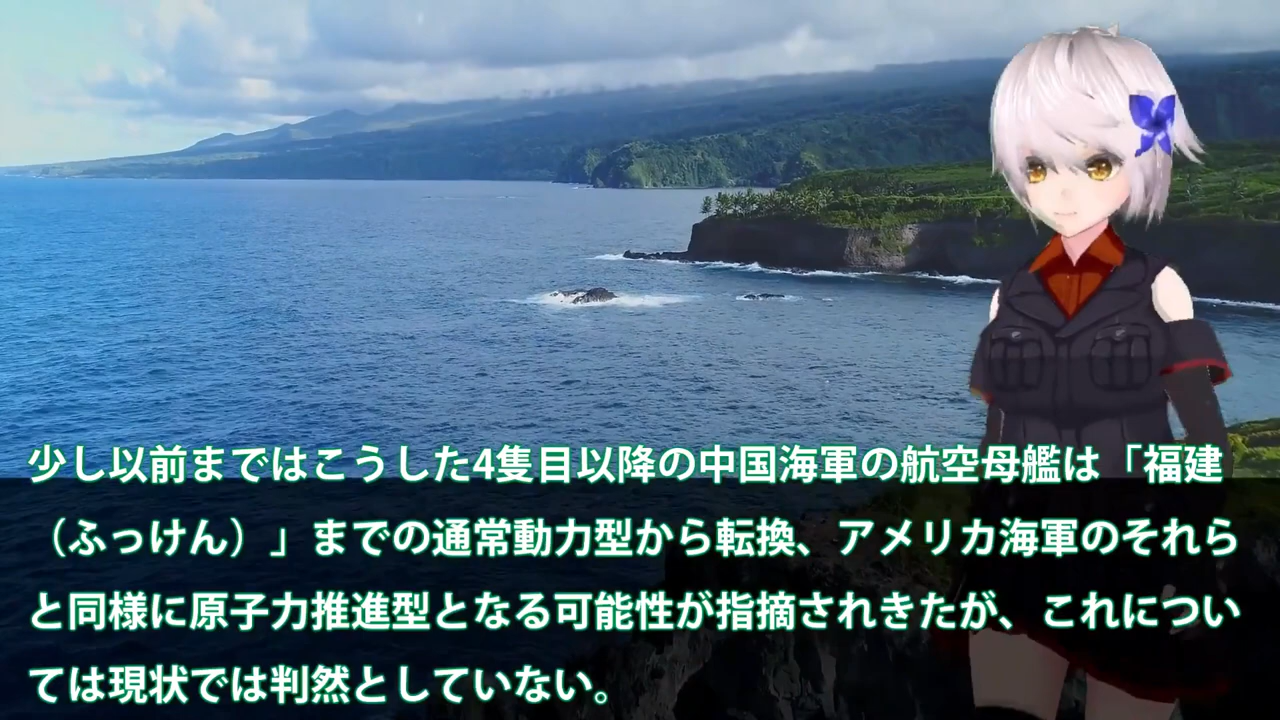 少し以前まではこうした4隻目以降の中国海軍の航空母艦は「福建
（ふっけん）」までの通常動力型から転換、アメリカ海軍のそれら
と同様に原子力推進型となる可能性が指摘されきたが、これについ
ては現状では判然としていない。